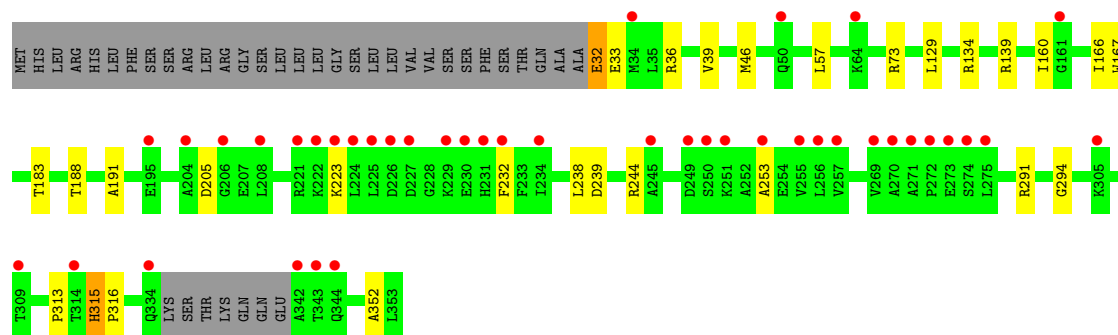 MET HIS LEU ARG HIS LEU PHE SER SER ARG LEU ARG GLY SER LEU LEU LEU GLY SER LEU LEU VAL VAL SER SER PHE SER THR GLN ALA ALA E32 E33 M34 L35 R36 V39 M46 Q50 L57 K64 R73 L129 R134 R139 I160 G161 I166 W167
T183 T188 A191 E195 A204 D205 G206 E207 L208 R221 K222 K223 L224 L225 D226 D227 G228 K229 E230 H231 F232 F233 I234 L238 D239 R244 A245 D249 S250 K251 A252 A253 E254 V255 L256 V257 V269 A270 A271 P272 E273 S274 L275 R291 G294 K305
T309 P313 T314 H315 P316 Q334 LYS SER THR LYS GLN GLN GLU A342 T343 Q344 A352 L353